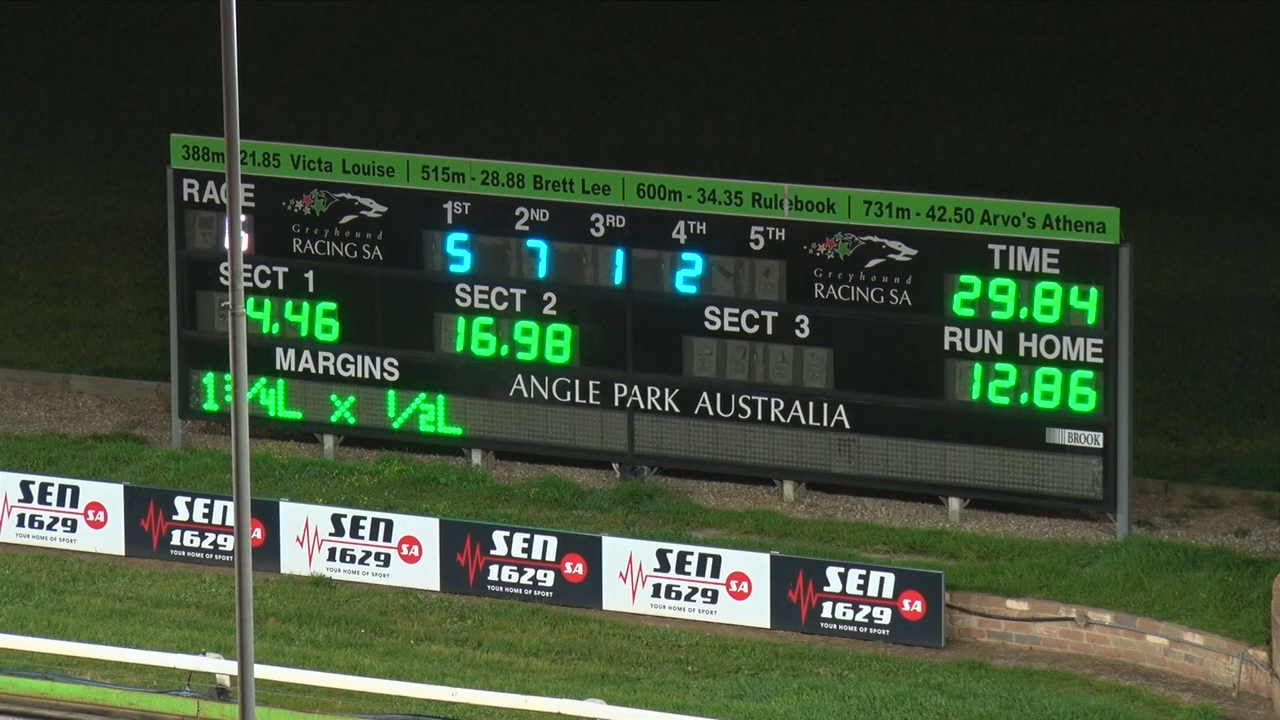 388m 21.85 Victa Louise | 515m - 28.88 Brett Lee | 600m - 34.35 Rulebook | 731m - 42.50 Arvo's Athena
RACE
Greyhound
RACING SA
1ST 2ND 3RD 4TH 5TH
5 7 1 2
Greyhound
RACING SA
TIME
29.84
SECT 1
4.46
SECT 2
16.98
SECT 3
RUN HOME
12.86
MARGINS
1¾L x ½L
ANGLE PARK AUSTRALIA
BROOK
SEN
1629 SA
YOUR HOME OF SPORT
SEN
1629 SA
YOUR HOME OF SPORT
SEN
1629 SA
YOUR HOME OF SPORT
SEN
1629 SA
YOUR HOME OF SPORT
SEN
1629 SA
YOUR HOME OF SPORT
SEN
1629 SA
YOUR HOME OF SPORT